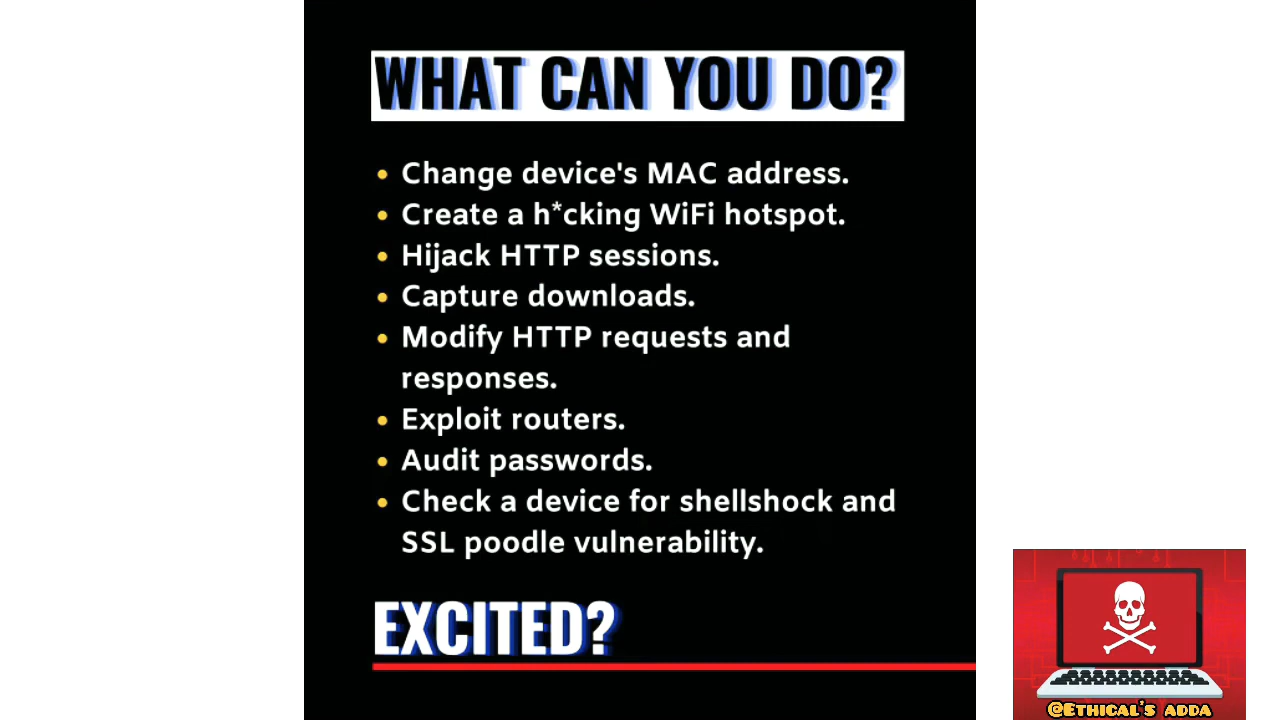 WHAT CAN YOU DO?
• Change device's MAC address.
• Create a h*cking WiFi hotspot.
• Hijack HTTP sessions.
• Capture downloads.
• Modify HTTP requests and
responses.
• Exploit routers.
• Audit passwords.
• Check a device for shellshock and
SSL poodle vulnerability.
EXCITED?
@ETHICAL'S ADDA